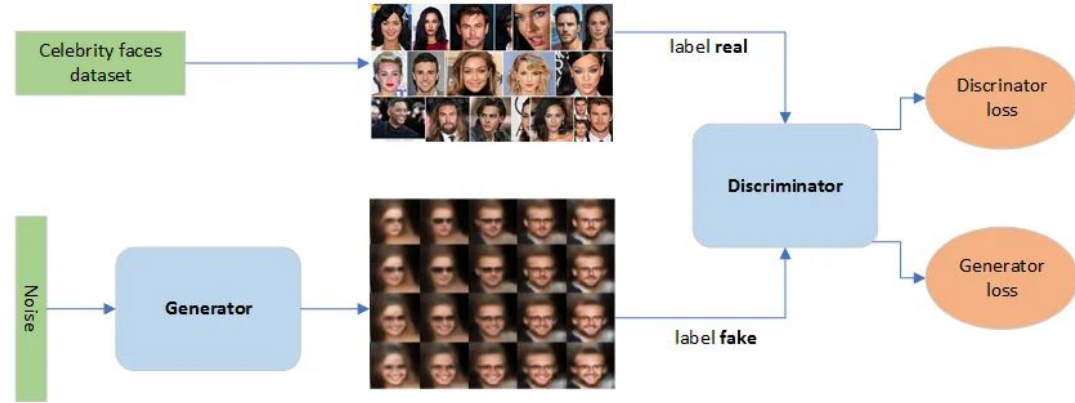 Celebrity faces
dataset
label real
Discrinator
loss
Discriminator
Noise
Generator
Generator
loss
label fake